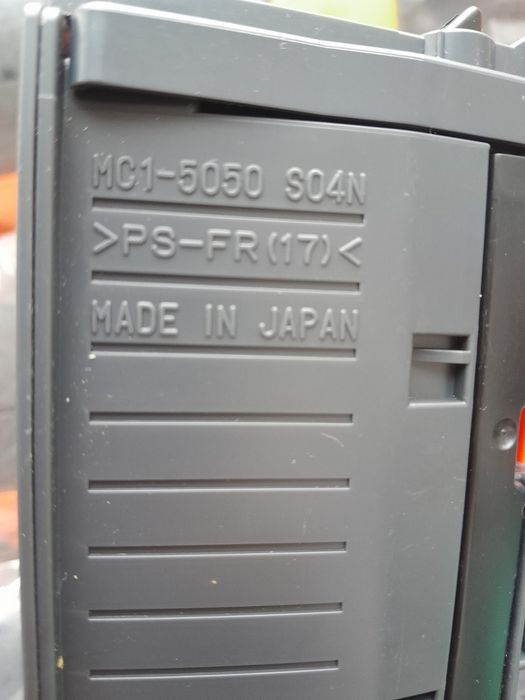 MC1-5050 S04N
>PS-FR(17)<
MADE IN JAPAN